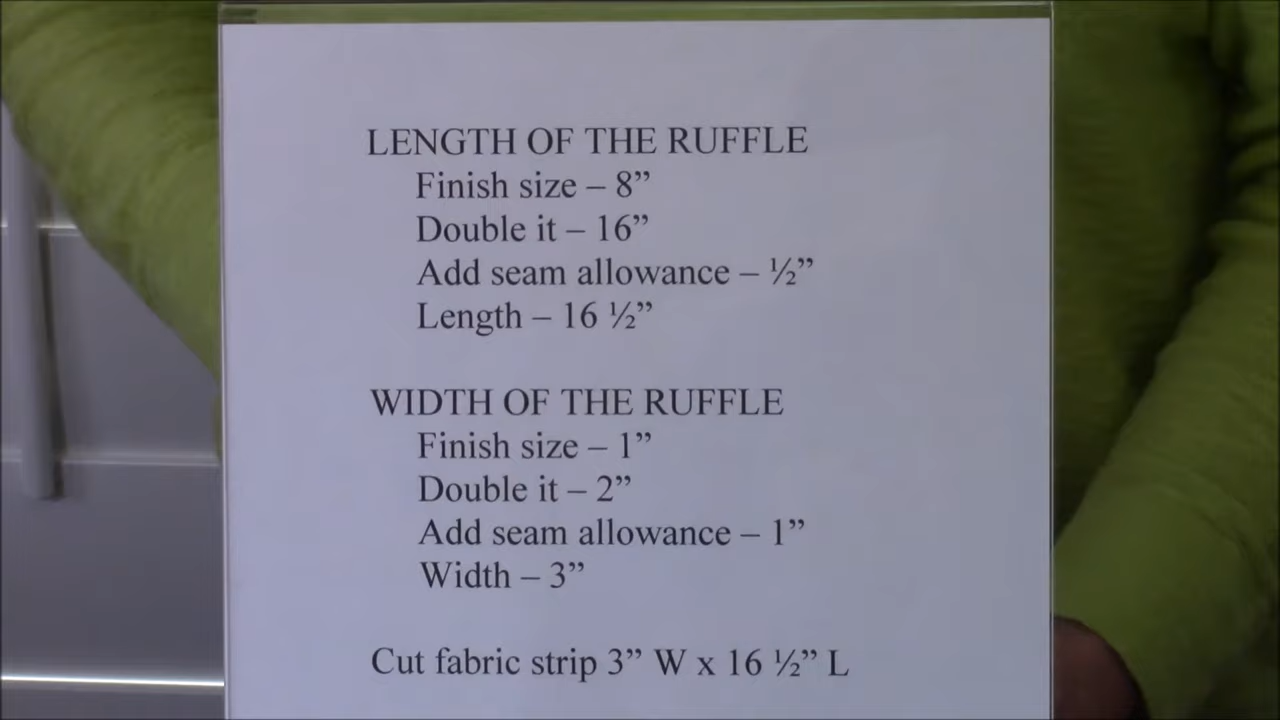 LENGTH OF THE RUFFLE
Finish size – 8”
Double it – 16”
Add seam allowance – ½”
Length – 16 ½”
WIDTH OF THE RUFFLE
Finish size – 1”
Double it – 2”
Add seam allowance – 1”
Width – 3”
Cut fabric strip 3” W x 16 ½” L